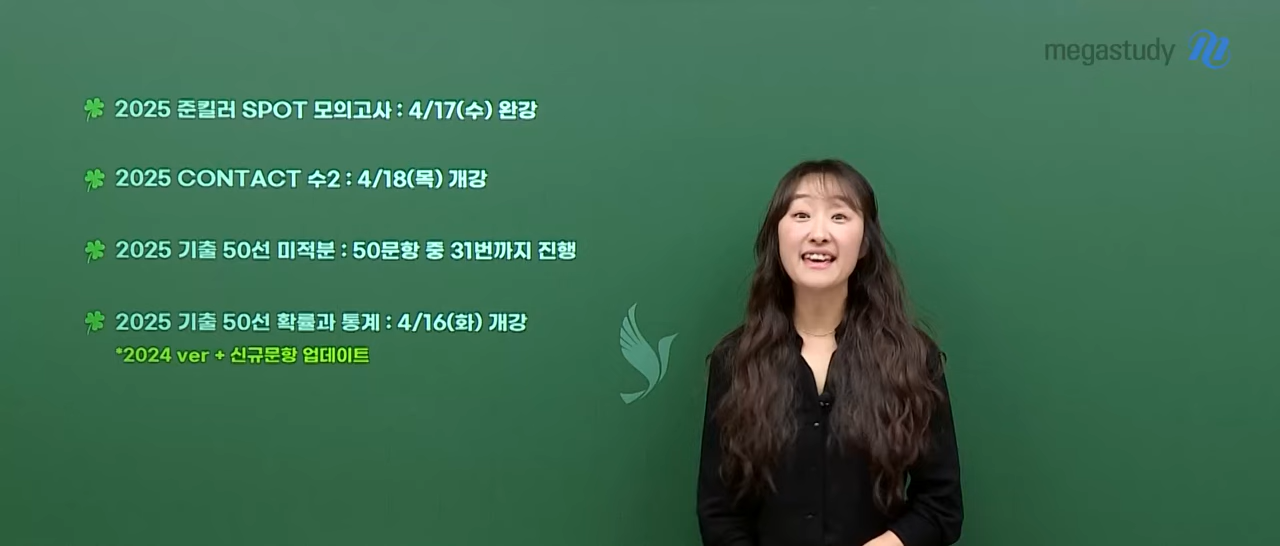 megastudy
2025 준킬러 SPOT 모의고사 : 4/17(수) 완강
2025 CONTACT 수2 : 4/18(목) 개강
2025 기출 50선 미적분 : 50문항 중 31번까지 진행
2025 기출 50선 확률과 통계 : 4/16(화) 개강
*2024 ver + 신규문항 업데이트